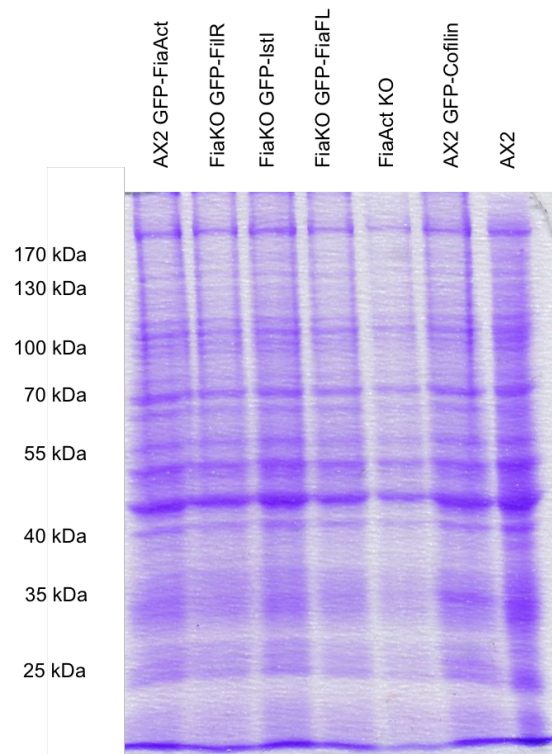 AX2 GFP-FiaAct
FiaKO GFP-FilR
FiaKO GFP-IstI
FiaKO GFP-FiaFL
FiaAct KO
AX2 GFP-Cofilin
AX2
170 kDa
130 kDa
100 kDa
70 kDa
55 kDa
40 kDa
35 kDa
25 kDa